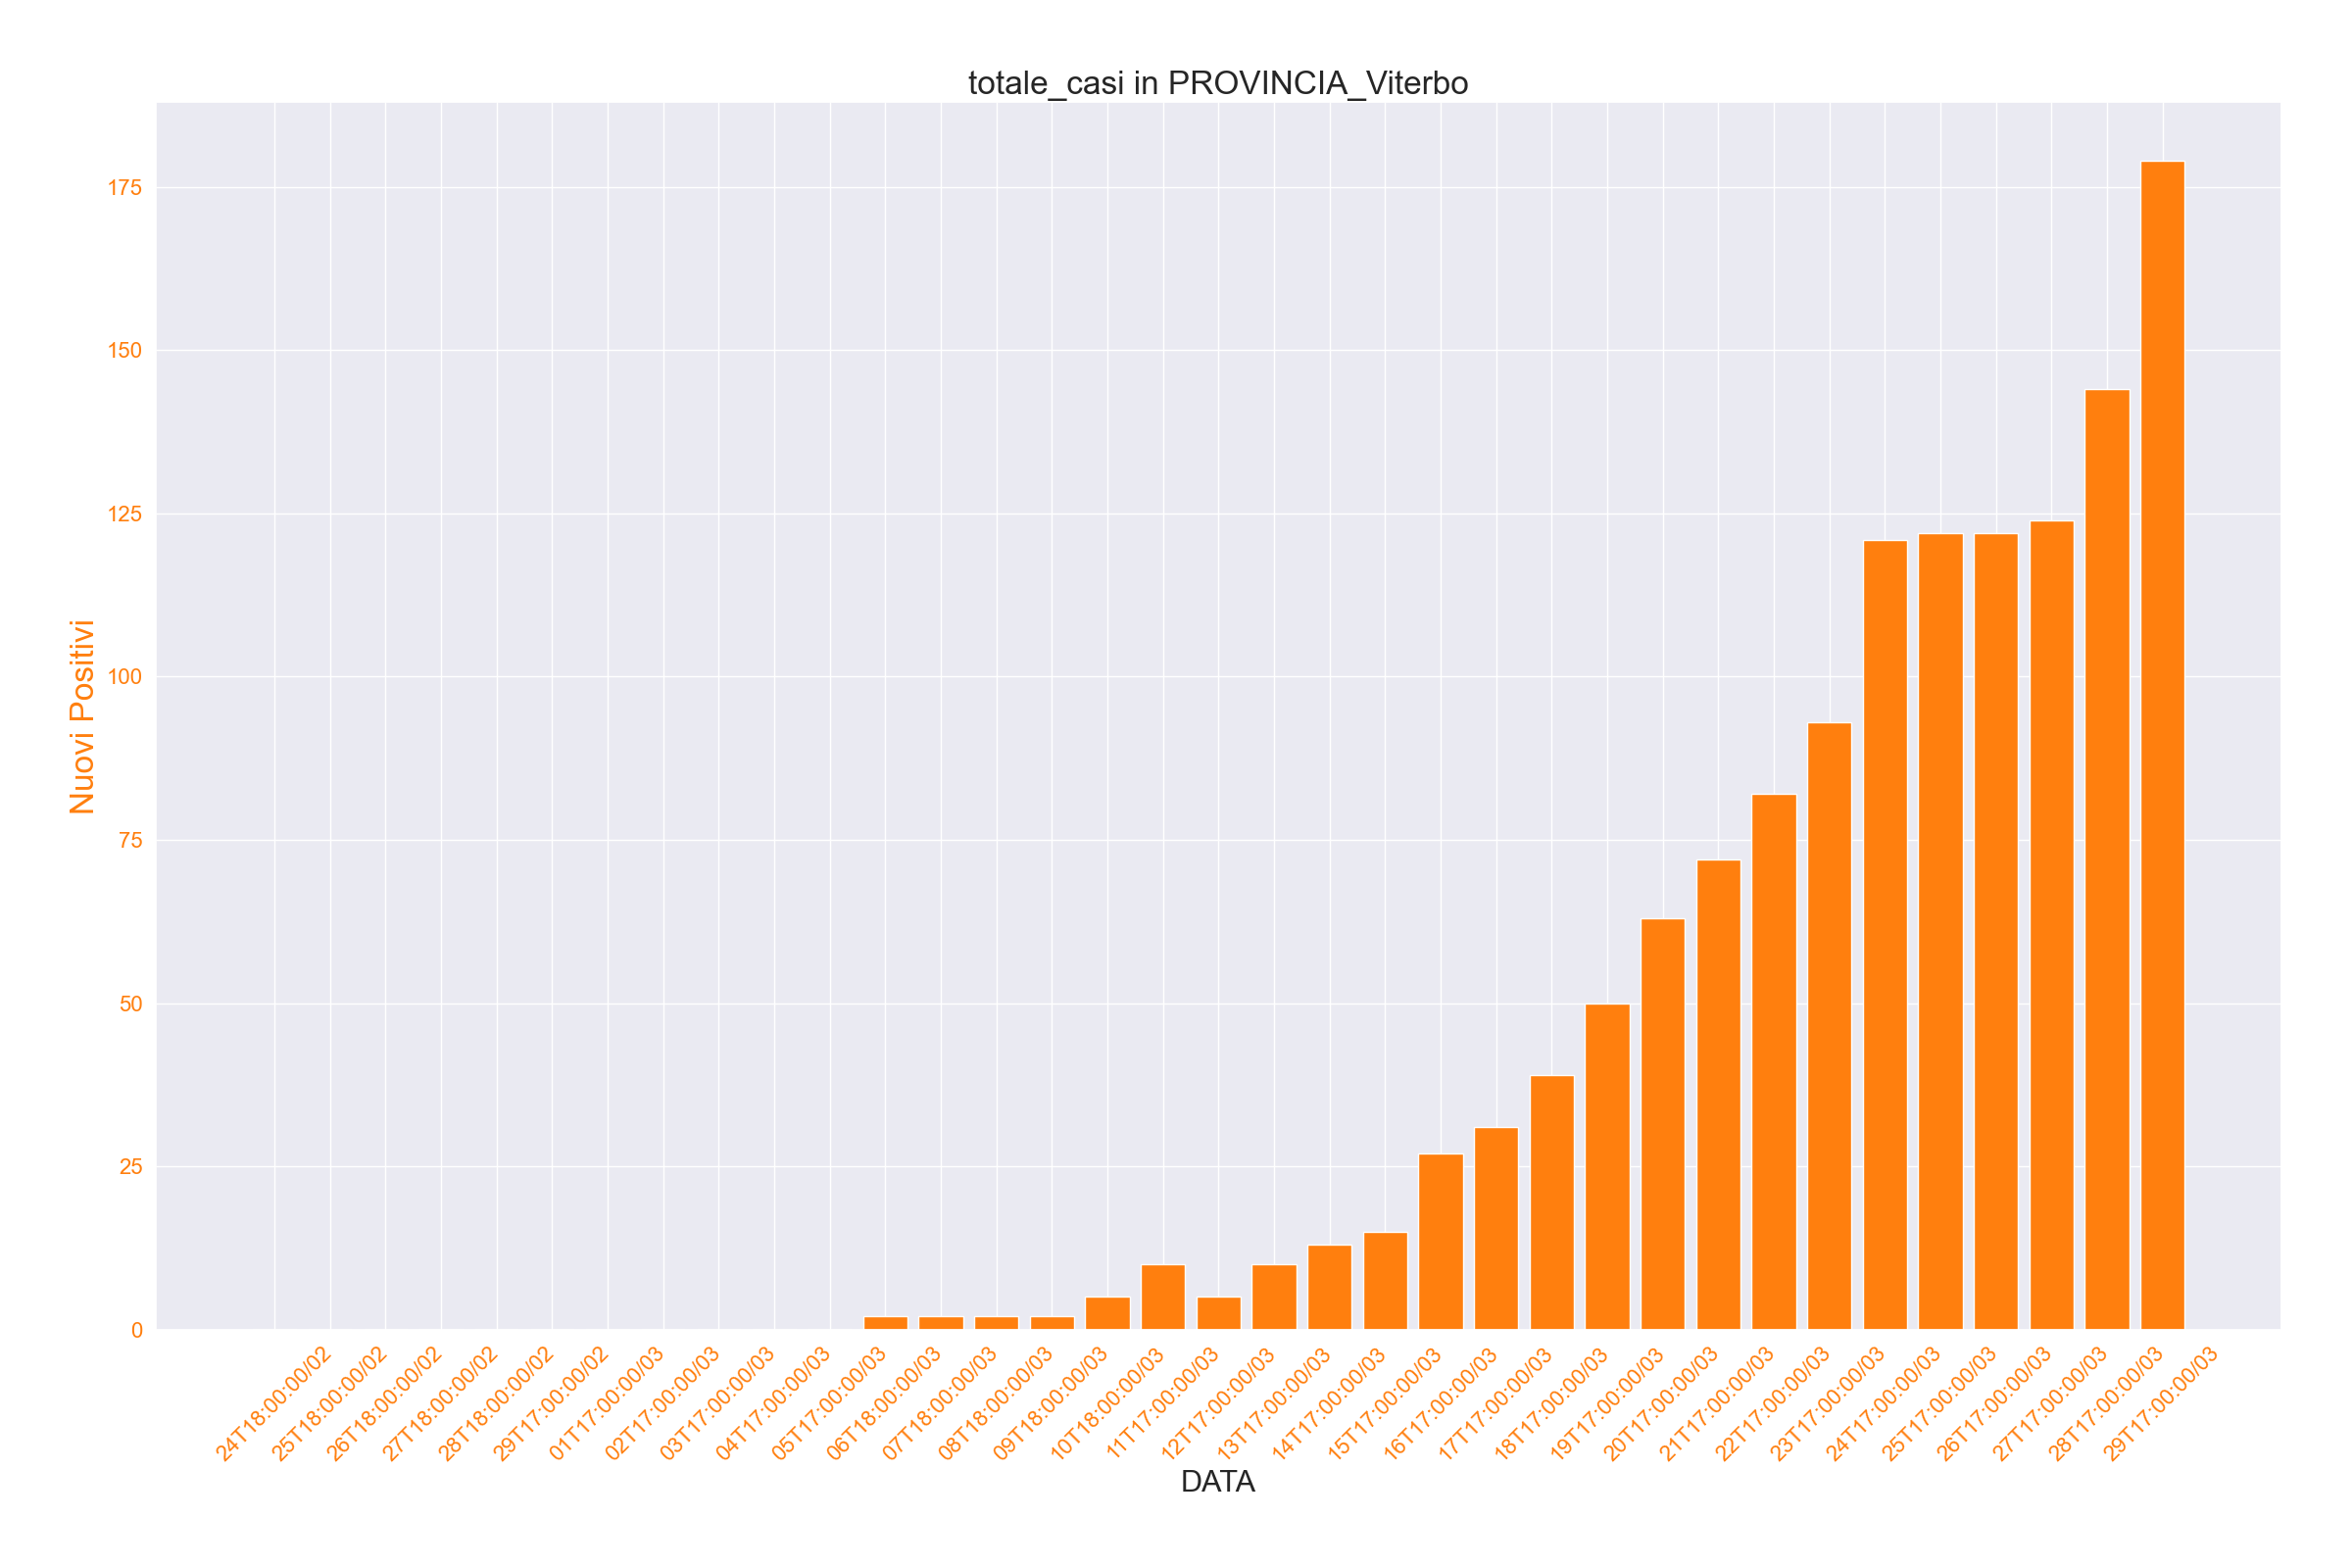 totale_casi in PROVINCIA_Viterbo
Nuovi Positivi
175
150
125
100
75
50
25
0
24T18:00:00/02
25T18:00:00/02
26T18:00:00/02
27T18:00:00/02
28T18:00:00/02
29T17:00:00/02
01T17:00:00/03
02T17:00:00/03
03T17:00:00/03
04T17:00:00/03
05T17:00:00/03
06T18:00:00/03
07T18:00:00/03
08T18:00:00/03
09T18:00:00/03
10T18:00:00/03
11T17:00:00/03
12T17:00:00/03
13T17:00:00/03
14T17:00:00/03
15T17:00:00/03
16T17:00:00/03
17T17:00:00/03
18T17:00:00/03
19T17:00:00/03
20T17:00:00/03
21T17:00:00/03
22T17:00:00/03
23T17:00:00/03
24T17:00:00/03
25T17:00:00/03
26T17:00:00/03
27T17:00:00/03
28T17:00:00/03
29T17:00:00/03
DATA